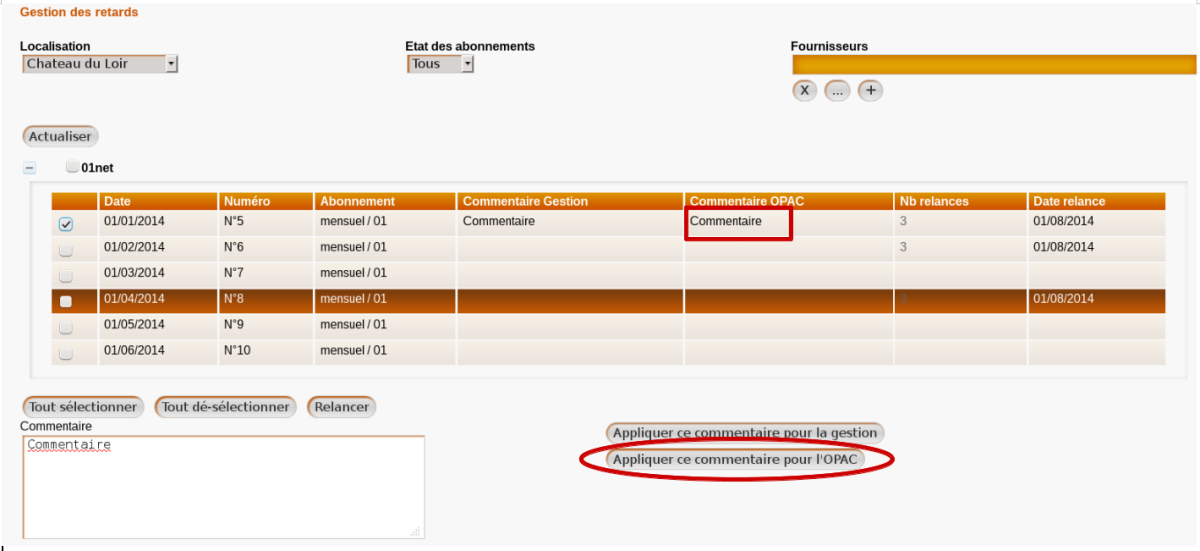 Gestion des retards
Localisation Etat des abonnements Fournisseurs
Chateau du Loir Tous
X ... +
Actualiser
01net
Date Numéro Abonnement Commentaire Gestion Commentaire OPAC Nb relances Date relance
01/01/2014 N°5 mensuel / 01 Commentaire Commentaire 3 01/08/2014
01/02/2014 N°6 mensuel / 01 3 01/08/2014
01/03/2014 N°7 mensuel / 01
01/04/2014 N°8 mensuel / 01 3 01/08/2014
01/05/2014 N°9 mensuel / 01
01/06/2014 N°10 mensuel / 01
Tout sélectionner Tout dé-sélectionner Relancer
Commentaire
Appliquer ce commentaire pour la gestion
Commentaire
Appliquer ce commentaire pour l'OPAC